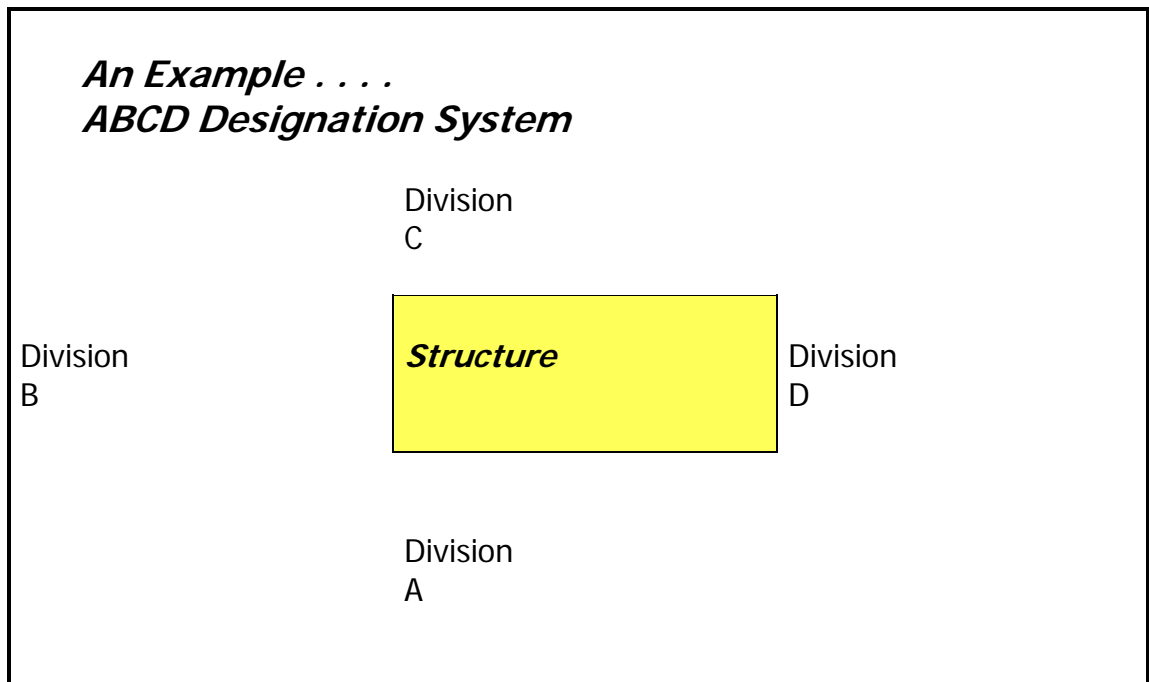 An Example . . . .
ABCD Designation System
Division
C
Division
B
Structure
Division
D
Division
A